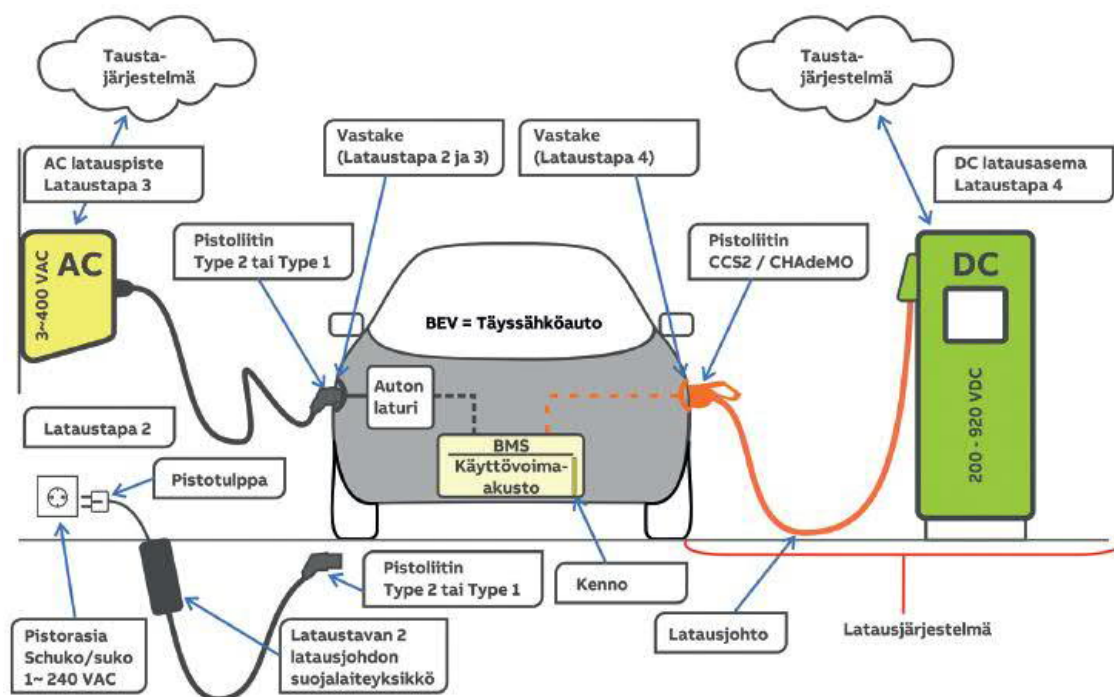 Tausta-
järjestelmä
Tausta-
järjestelmä
AC latauspiste
Lataustapa 3
Vastake
(Lataustapa 2 ja 3)
Vastake
(Lataustapa 4)
DC latausasema
Lataustapa 4
Pistoliitin
Type 2 tai Type 1
Pistoliitin
CCS2 / CHAdeMO
AC
3~400 VAC
DC
200 - 920 VDC
BEV = Täyssähköauto
Auton
laturi
BMS
Käyttövoima-
akusto
Lataustapa 2
Pistotulppa
Pistoliitin
Type 2 tai Type 1
Kenno
Pistorasia
Schuko/suko
1~ 240 VAC
Lataustavan 2
latausjohdon
suojalaiteyksikkö
Latausjohto
Latausjärjestelmä